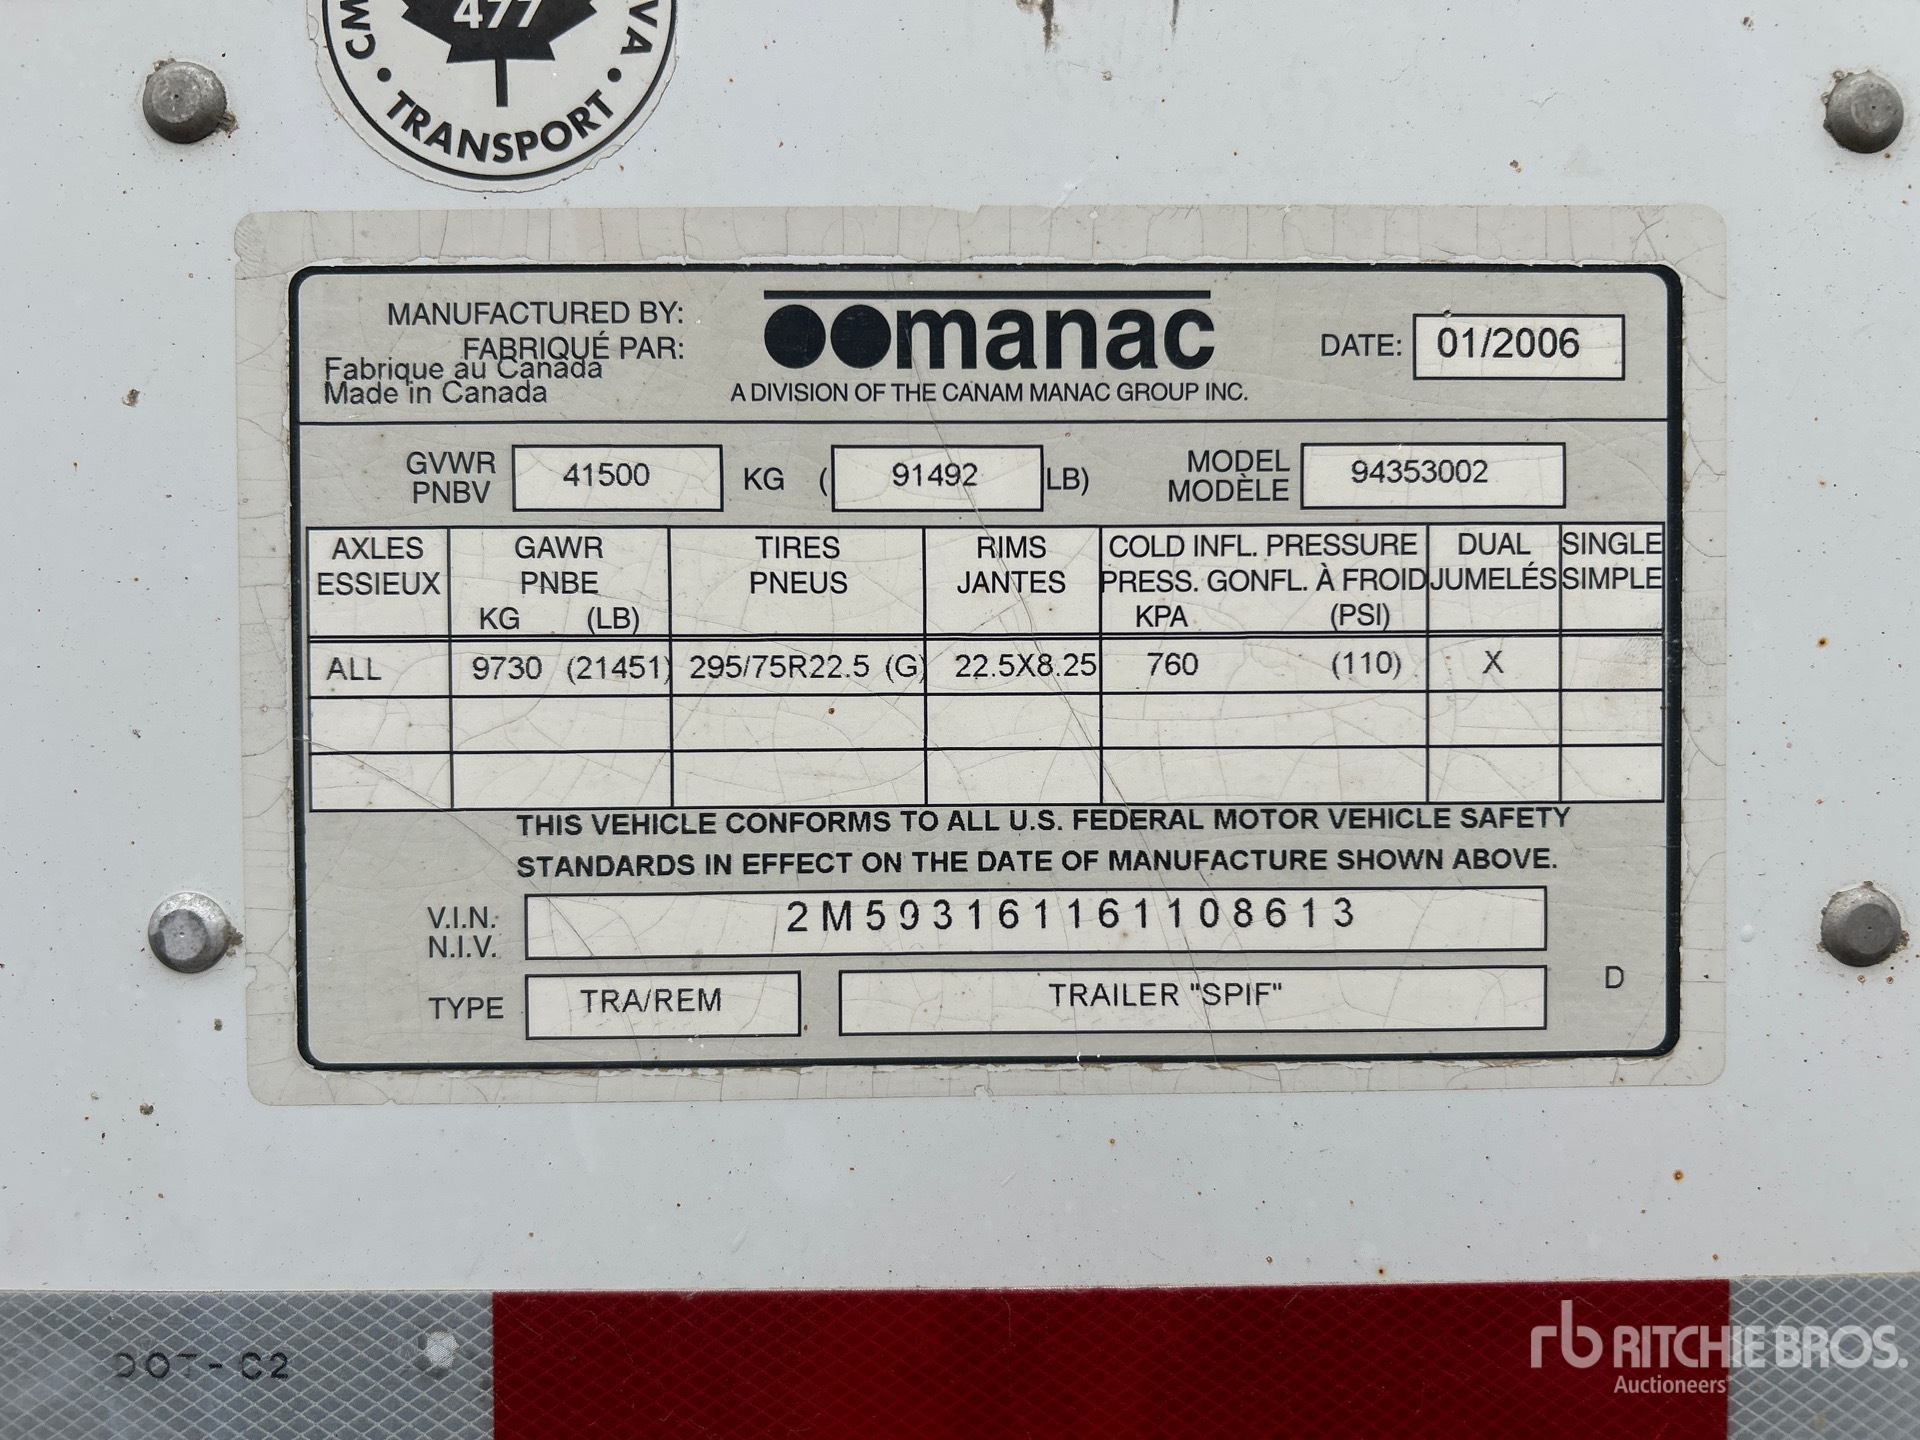 477
CM VA
• TRANSPORT •
MANUFACTURED BY:
FABRIQUÉ PAR:
Fabrique au Canada
Made in Canada
manac
A DIVISION OF THE CANAM MANAC GROUP INC.
DATE: 01/2006
GVWR
PNBV
41500 KG ( 91492 LB)
MODEL
MODÈLE
94353002
AXLES GAWR TIRES RIMS COLD INFL. PRESSURE DUAL SINGLE
ESSIEUX PNBE PNEUS JANTES PRESS. GONFL. À FROID JUMELÉS SIMPLE
KG (LB) KPA (PSI)
ALL 9730 (21451) 295/75R22.5 (G) 22.5X8.25 760 (110) X
THIS VEHICLE CONFORMS TO ALL U.S. FEDERAL MOTOR VEHICLE SAFETY
STANDARDS IN EFFECT ON THE DATE OF MANUFACTURE SHOWN ABOVE.
V.I.N.
N.I.V.
2M593161161108613
TYPE TRA/REM TRAILER "SPIF" D
DOT-C2
rb RITCHIE BROS.
Auctioneers